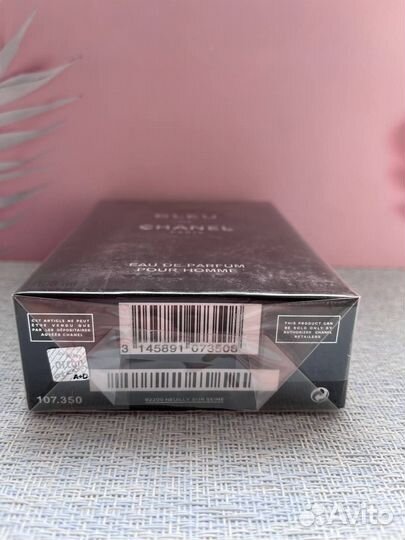 BLEU
CHANEL
PARIS
EAU DE PARFUM
POUR HOMME
CET ARTICLE NE PEUT
ÊTRE VENDU QUE
PAR LES DÉPOSITAIRES
AGRÉÉS CHANEL
THIS PRODUCT CAN
BE SOLD ONLY BY
AUTHORIZED CHANEL
RETAILERS
3 145891 073508
A+D
107.350
92200 NEUILLY SUR SEINE
Avito